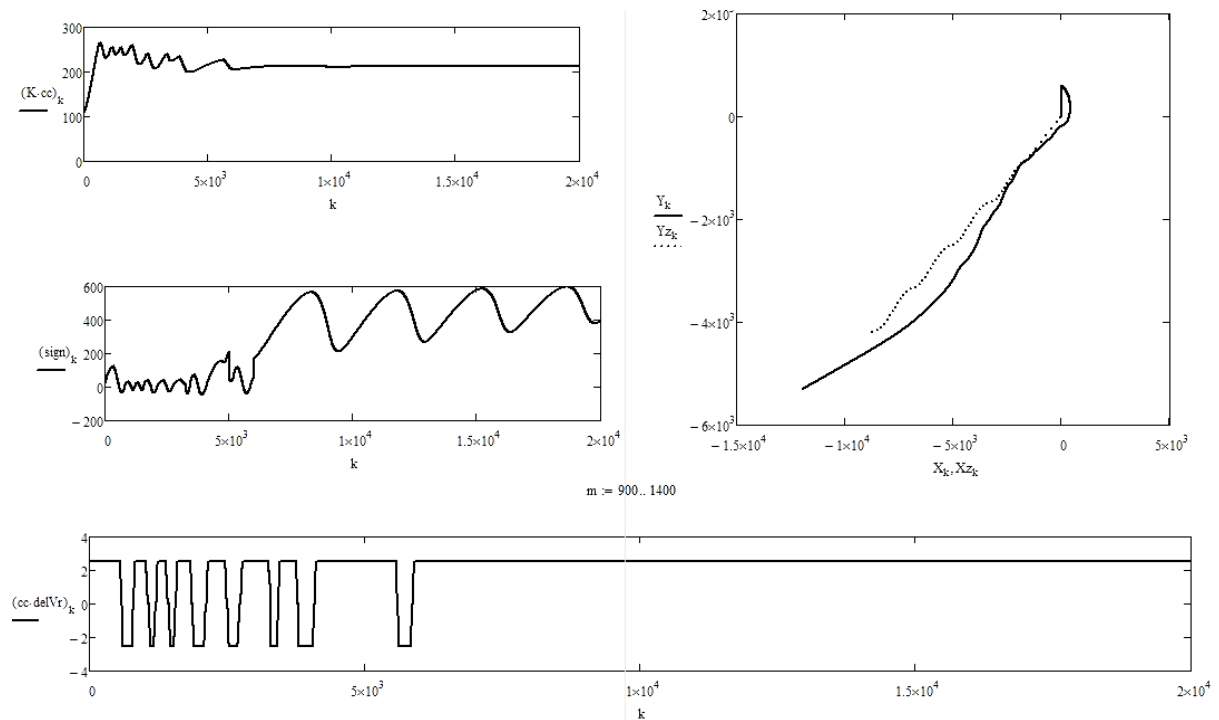 300
200
(K·cc)k
100
0
0 5×10³ 1×10⁴ 1.5×10⁴ 2×10⁴
k
600
400
(sign)k 200
0
−200
0 5×10³ 1×10⁴ 1.5×10⁴ 2×10⁴
k
0
Yk
−2×10³
Yzk
−4×10³
−6×10³
−1.5×10⁴ −1×10⁴ −5×10³ 0 5×10³
Xk,Xzk
m := 900.. 1400
4
2
(cc·delVr)k 0
−2
−4
0 5×10³ 1×10⁴ 1.5×10⁴ 2×10⁴
k